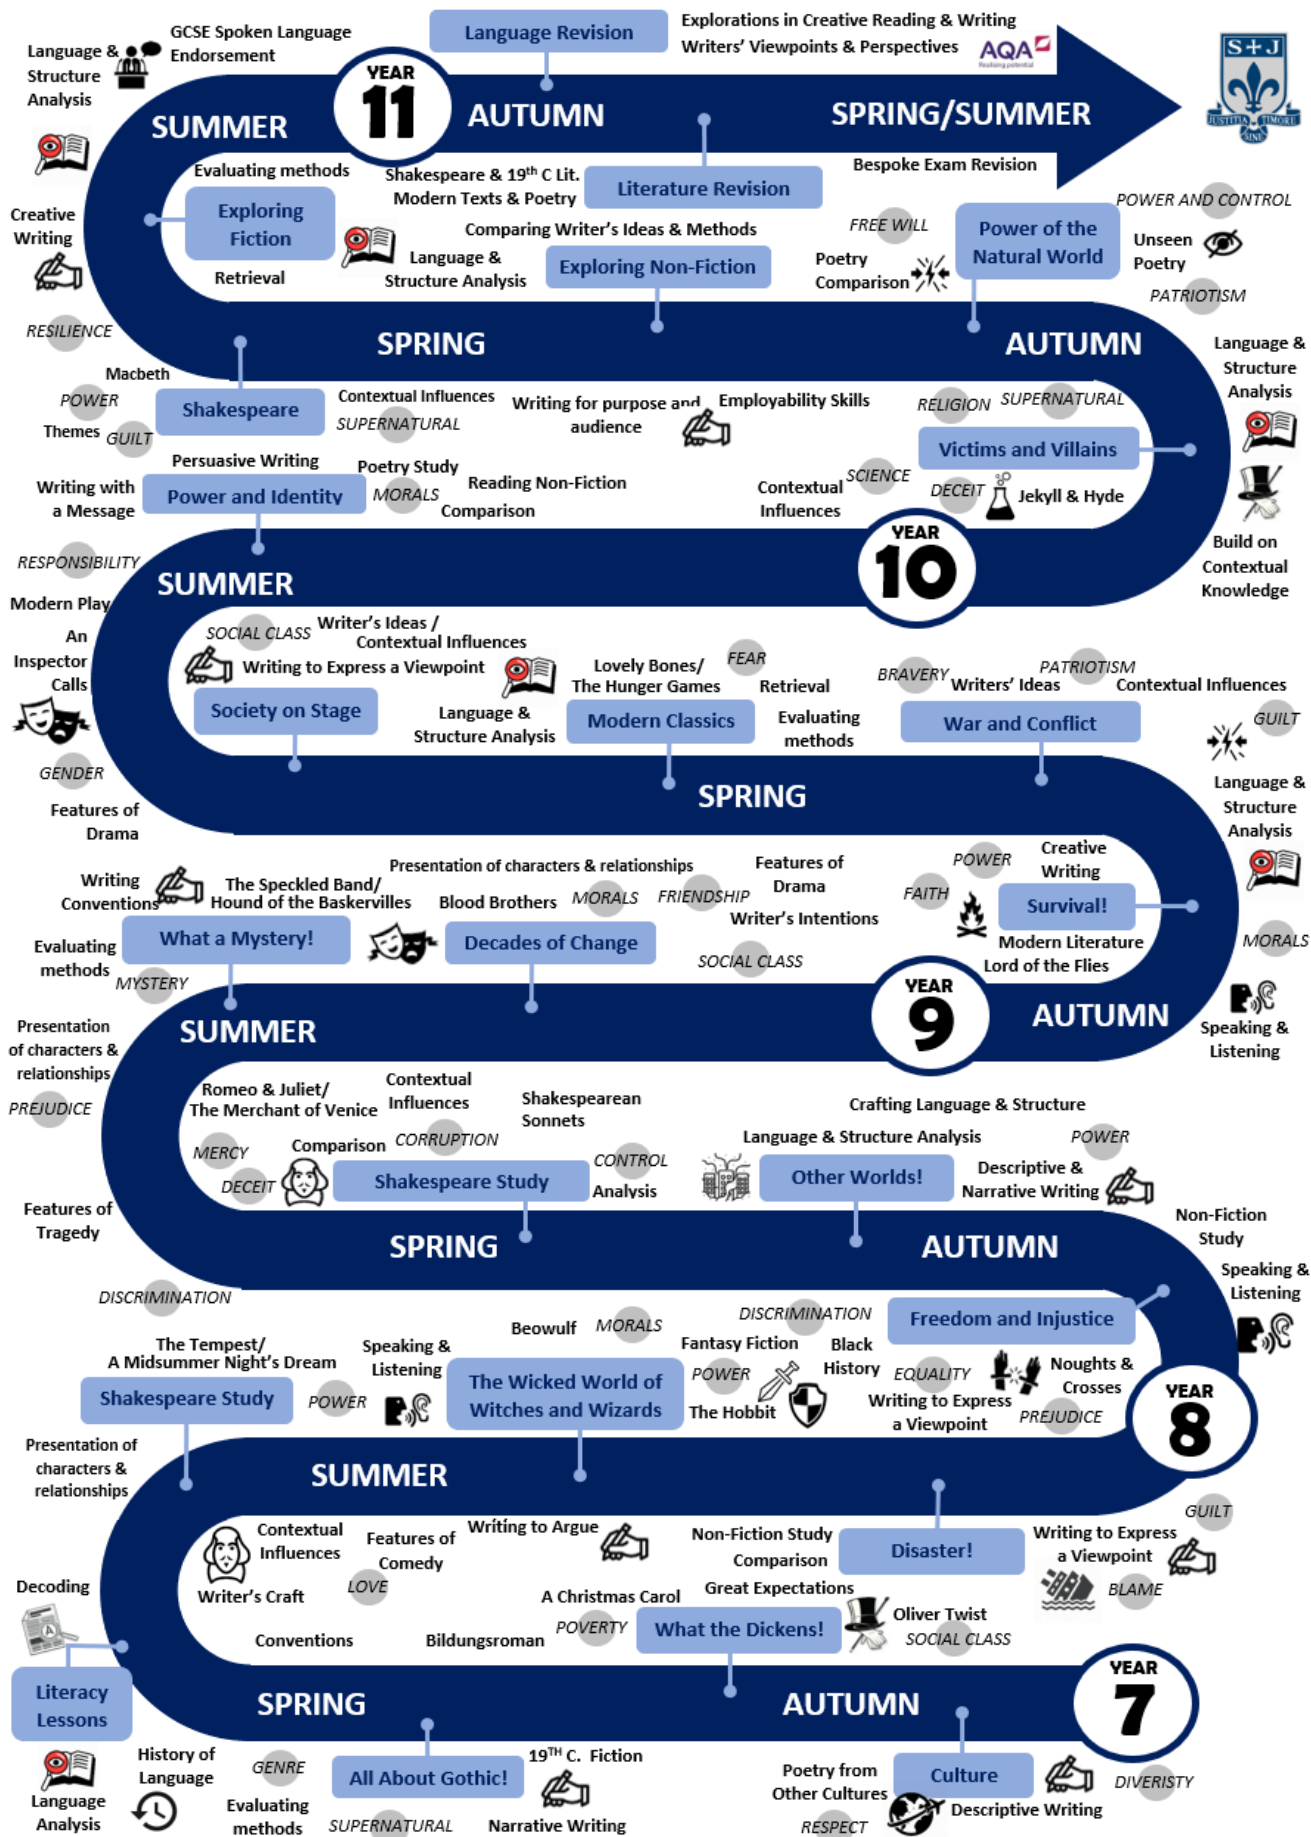 GCSE Spoken Language
Endorsement
Language &
Structure
Analysis
Language Revision
Explorations in Creative Reading & Writing
Writers' Viewpoints & Perspectives
AQA
Realising potential
S+J
JUSTITIA SINE TIMORE
YEAR
11
SUMMER
AUTUMN
SPRING/SUMMER
Evaluating methods
Shakespeare & 19th C Lit.
Modern Texts & Poetry
Literature Revision
Bespoke Exam Revision
Creative
Writing
Exploring
Fiction
Retrieval
Comparing Writer's Ideas & Methods
Language &
Structure Analysis
Exploring Non-Fiction
FREE WILL
Poetry
Comparison
Power of the
Natural World
POWER AND CONTROL
Unseen
Poetry
PATRIOTISM
RESILIENCE
SPRING
AUTUMN
Language &
Structure
Analysis
Macbeth
POWER
Themes
GUILT
Shakespeare
Contextual Influences
SUPERNATURAL
Writing for purpose and
audience
Employability Skills
RELIGION
SUPERNATURAL
Victims and Villains
Persuasive Writing
Writing with
a Message
Power and Identity
Poetry Study
MORALS
Reading Non-Fiction
Comparison
Contextual
Influences
SCIENCE
DECEIT
Jekyll & Hyde
Build on
Contextual
Knowledge
RESPONSIBILITY
SUMMER
YEAR
10
Modern Play
An
Inspector
Calls
SOCIAL CLASS
Writer's Ideas /
Contextual Influences
Writing to Express a Viewpoint
Society on Stage
Language &
Structure Analysis
Lovely Bones/
The Hunger Games
FEAR
Retrieval
Modern Classics
Evaluating
methods
BRAVERY
Writers' Ideas
PATRIOTISM
Contextual Influences
War and Conflict
GUILT
GENDER
Features of
Drama
SPRING
Language &
Structure
Analysis
Writing
Conventions
The Speckled Band/
Hound of the Baskervilles
What a Mystery!
Evaluating
methods
MYSTERY
Presentation of characters & relationships
Blood Brothers
MORALS
FRIENDSHIP
Decades of Change
Features of
Drama
Writer's Intentions
SOCIAL CLASS
POWER
FAITH
Creative
Writing
Survival!
Modern Literature
Lord of the Flies
MORALS
Presentation
of characters &
relationships
SUMMER
YEAR
9
AUTUMN
Speaking &
Listening
PREJUDICE
Romeo & Juliet/
The Merchant of Venice
MERCY
DECEIT
Contextual
Influences
Comparison
CORRUPTION
Shakespearean
Sonnets
Shakespeare Study
CONTROL
Analysis
Crafting Language & Structure
Language & Structure Analysis
POWER
Other Worlds!
Descriptive &
Narrative Writing
Features of
Tragedy
SPRING
AUTUMN
Non-Fiction
Study
Speaking &
Listening
DISCRIMINATION
The Tempest/
A Midsummer Night's Dream
Shakespeare Study
POWER
Speaking &
Listening
Beowulf
MORALS
The Wicked World of
Witches and Wizards
Fantasy Fiction
POWER
The Hobbit
DISCRIMINATION
Black
History
Freedom and Injustice
EQUALITY
Writing to Express
a Viewpoint
Noughts &
Crosses
PREJUDICE
YEAR
8
Presentation of
characters &
relationships
SUMMER
Contextual
Influences
Writer's Craft
Features of
Comedy
LOVE
Writing to Argue
Non-Fiction Study
Comparison
Disaster!
Writing to Express
a Viewpoint
GUILT
BLAME
Decoding
Conventions
Bildungsroman
A Christmas Carol
POVERTY
Great Expectations
What the Dickens!
Oliver Twist
SOCIAL CLASS
Literacy
Lessons
SPRING
AUTUMN
YEAR
7
Language
Analysis
History of
Language
GENRE
Evaluating
methods
All About Gothic!
SUPERNATURAL
19TH C. Fiction
Narrative Writing
Poetry from
Other Cultures
RESPECT
Culture
Descriptive Writing
DIVERISTY